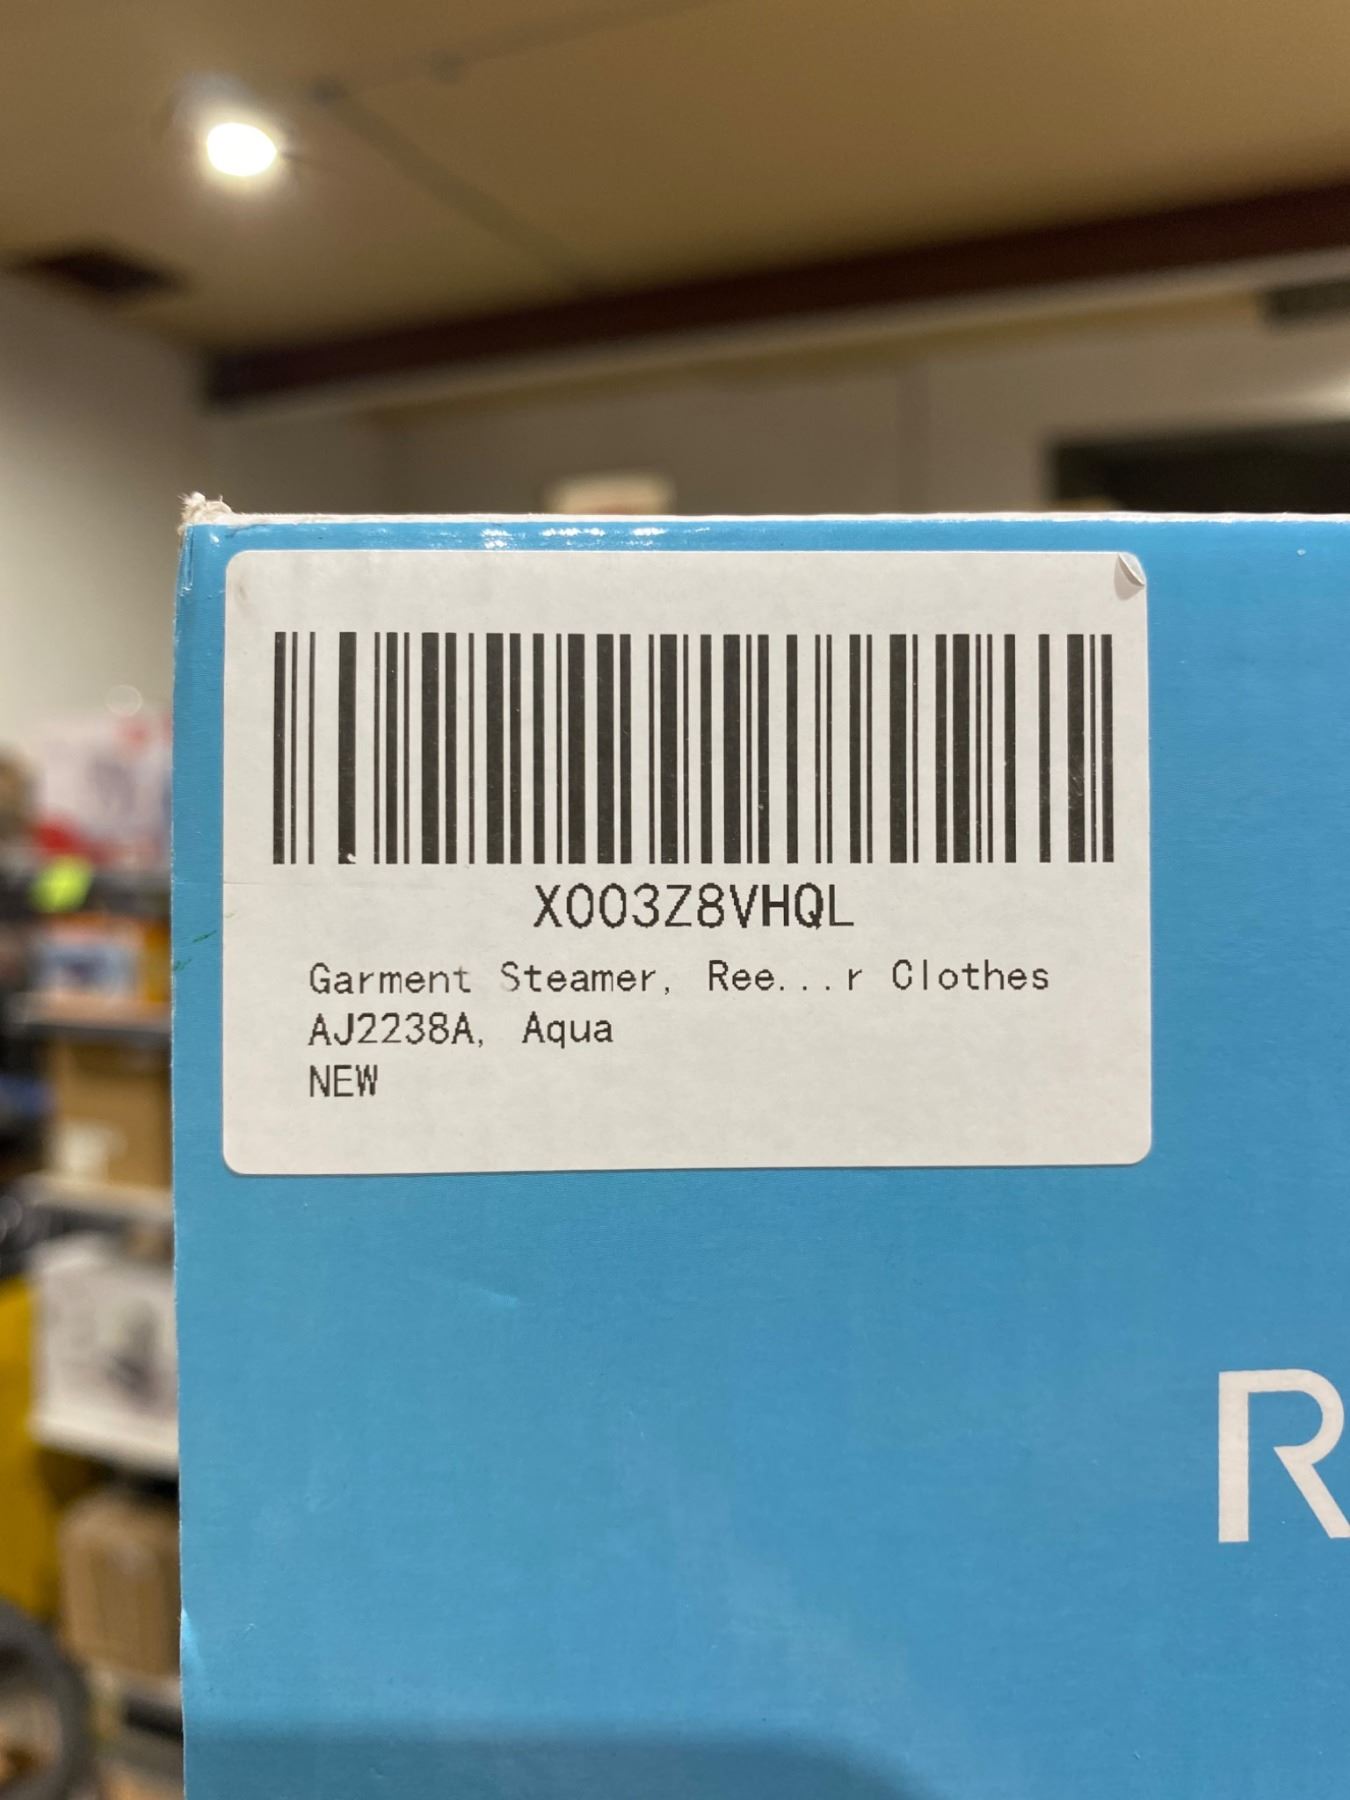 X003Z8VHQL
Garment Steamer, Ree...r Clothes
AJ2238A, Aqua
NEW
R